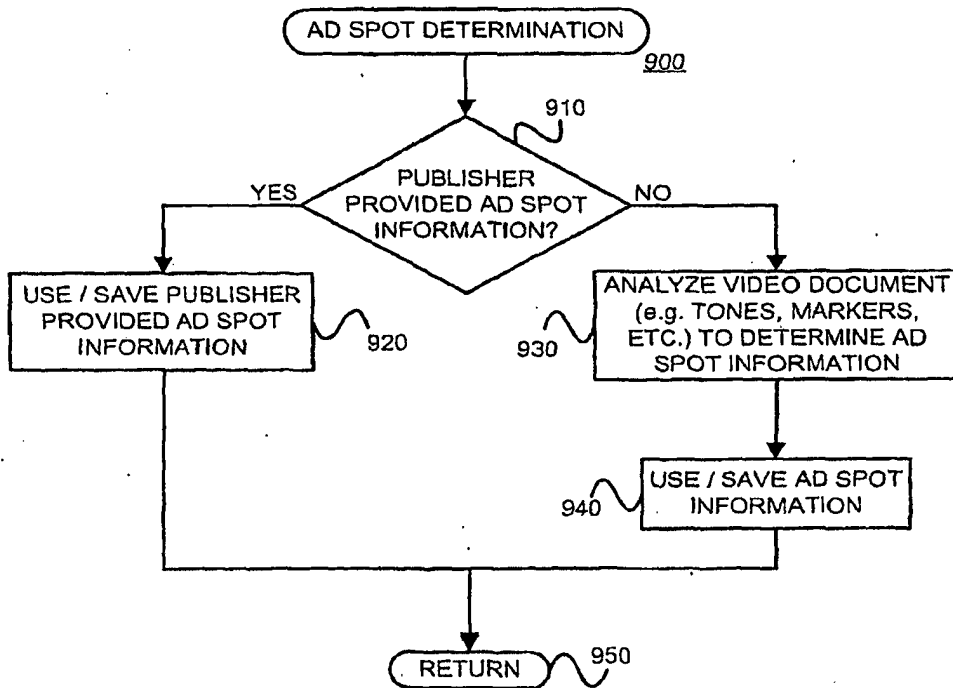 AD SPOT DETERMINATION
900
910
PUBLISHER
PROVIDED AD SPOT
INFORMATION?
YES
NO
USE / SAVE PUBLISHER
PROVIDED AD SPOT
INFORMATION
920
ANALYZE VIDEO DOCUMENT
(e.g. TONES, MARKERS,
ETC.) TO DETERMINE AD
SPOT INFORMATION
930
USE / SAVE AD SPOT
INFORMATION
940
RETURN
950